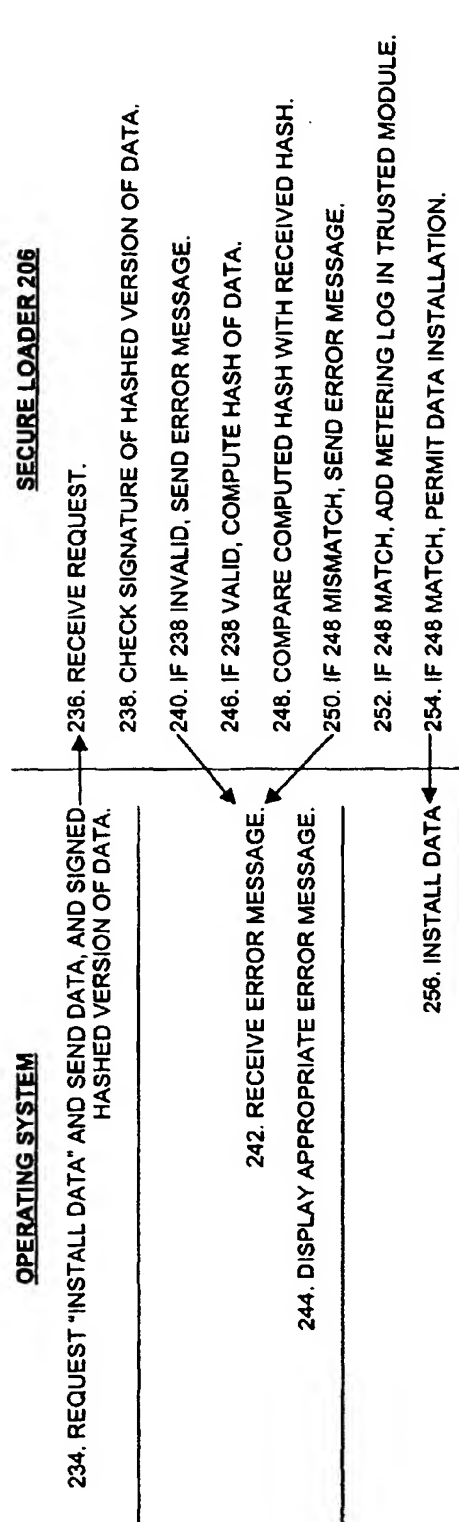 OPERATING SYSTEM
234. REQUEST "INSTALL DATA" AND SEND DATA, AND SIGNED
HASHED VERSION OF DATA.
242. RECEIVE ERROR MESSAGE.
244. DISPLAY APPROPRIATE ERROR MESSAGE.
256. INSTALL DATA
SECURE LOADER 206
236. RECEIVE REQUEST.
238. CHECK SIGNATURE OF HASHED VERSION OF DATA.
240. IF 238 INVALID, SEND ERROR MESSAGE.
246. IF 238 VALID, COMPUTE HASH OF DATA.
248. COMPARE COMPUTED HASH WITH RECEIVED HASH.
250. IF 248 MISMATCH, SEND ERROR MESSAGE.
252. IF 248 MATCH, ADD METERING LOG IN TRUSTED MODULE.
254. IF 248 MATCH, PERMIT DATA INSTALLATION.